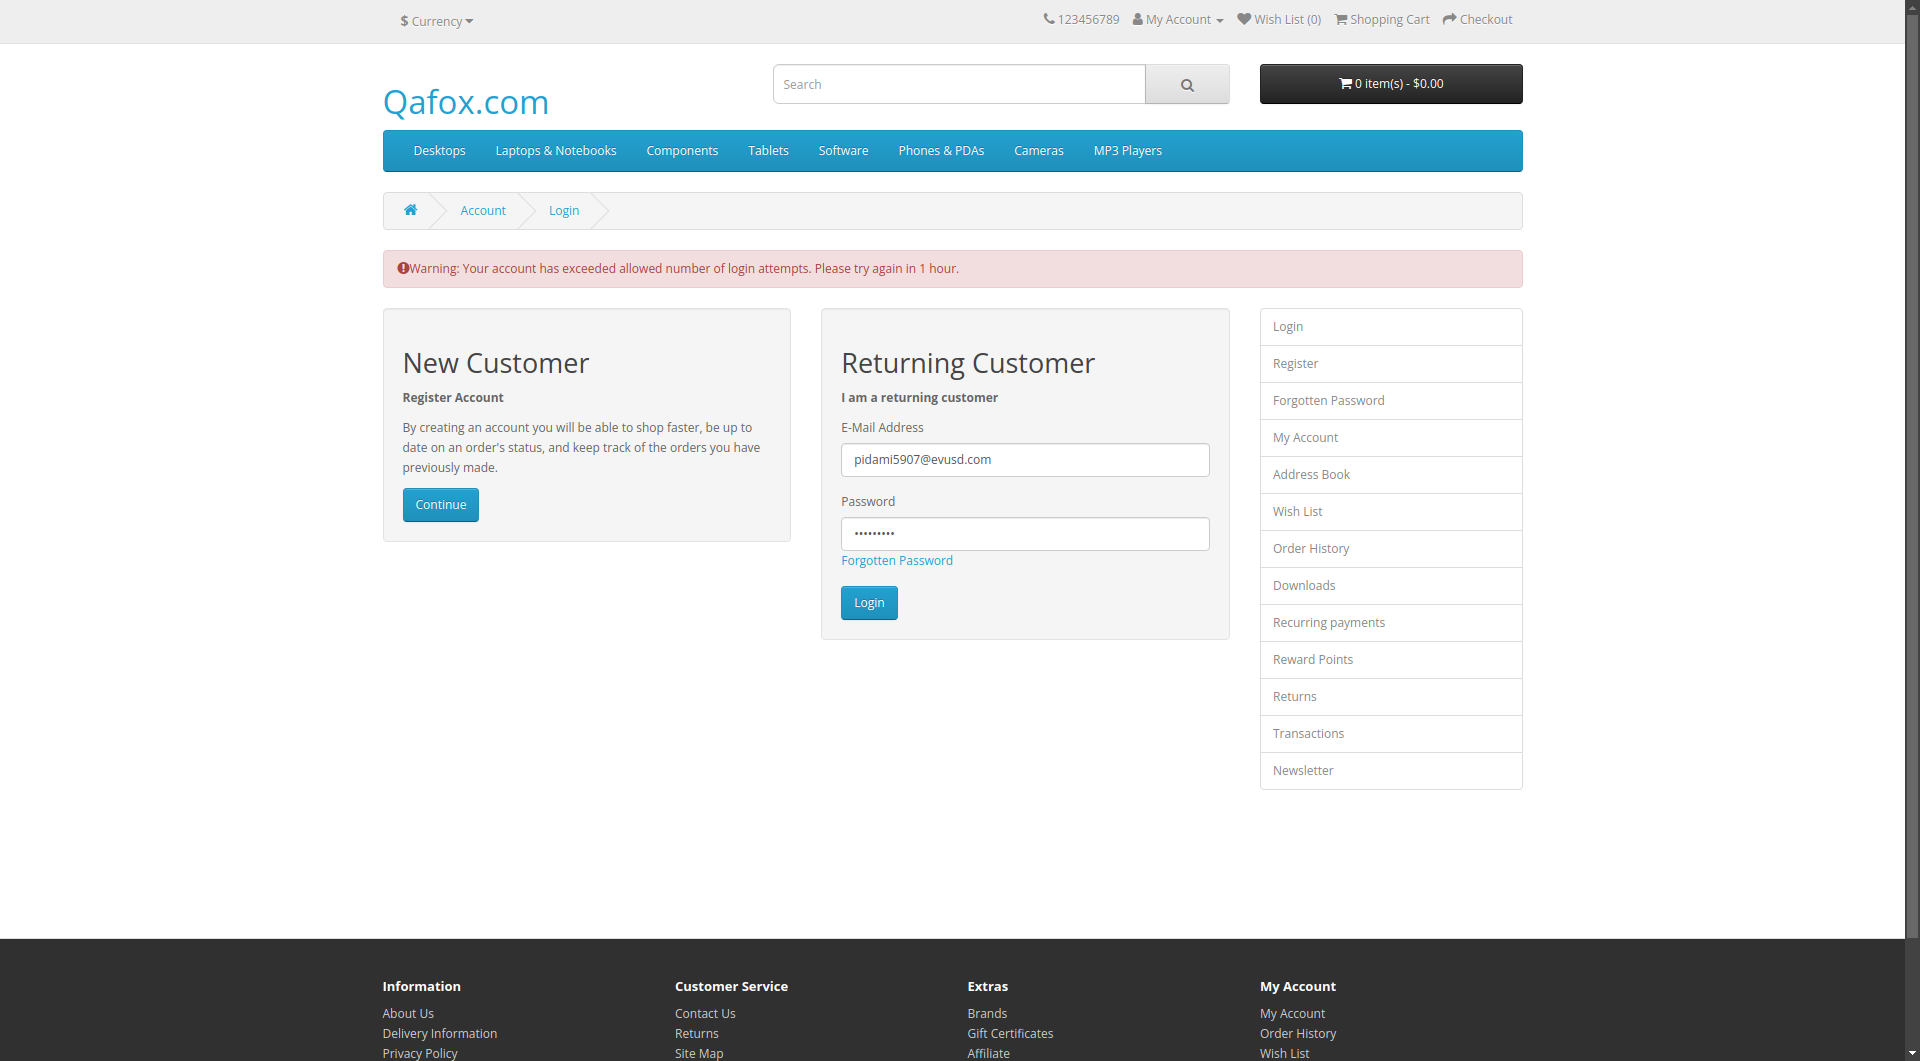 $ Currency
123456789 My Account Wish List (0) Shopping Cart Checkout
Qafox.com
Search
0 item(s) - $0.00
Desktops Laptops & Notebooks Components Tablets Software Phones & PDAs Cameras MP3 Players
Account Login
Warning: Your account has exceeded allowed number of login attempts. Please try again in 1 hour.
New Customer
Register Account
By creating an account you will be able to shop faster, be up to
date on an order's status, and keep track of the orders you have
previously made.
Continue
Returning Customer
I am a returning customer
E-Mail Address
pidami5907@evusd.com
Password
•••••••••
Forgotten Password
Login
Login
Register
Forgotten Password
My Account
Address Book
Wish List
Order History
Downloads
Recurring payments
Reward Points
Returns
Transactions
Newsletter
Information
About Us
Delivery Information
Privacy Policy
Customer Service
Contact Us
Returns
Site Map
Extras
Brands
Gift Certificates
Affiliate
My Account
My Account
Order History
Wish List